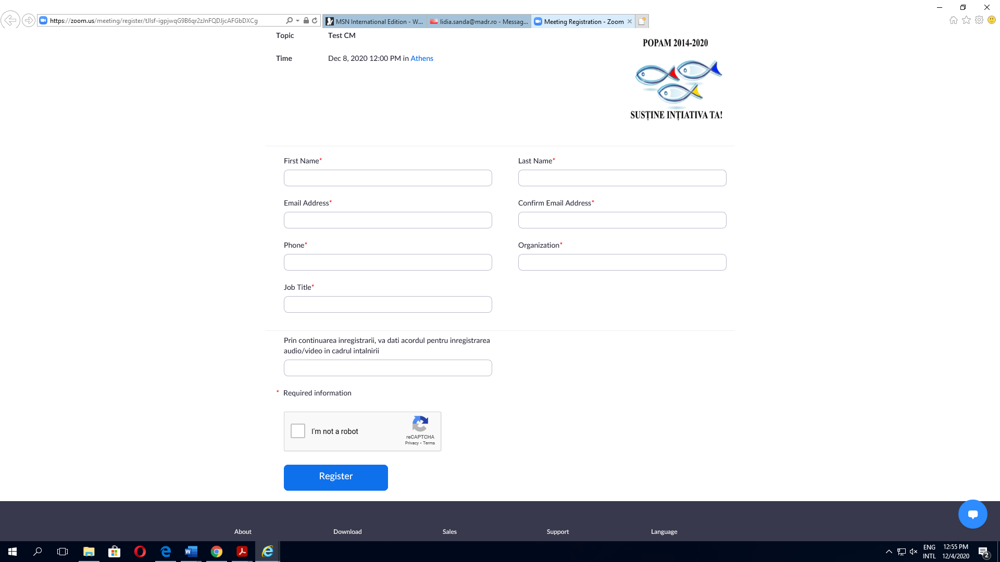 https://zoom.us/meeting/register/tJIsf-igpjwqG9B6qr2zJnFQDJjcAFGbDXCg
MSN International Edition - W...
lidia.sanda@madr.ro - Messag...
Meeting Registration - Zoom
Topic
Test CM
Time
Dec 8, 2020 12:00 PM in Athens
POPAM 2014-2020
SUSȚINE INȚIATIVA TA!
First Name*
Last Name*
Email Address*
Confirm Email Address*
Phone*
Organization*
Job Title*
Prin continuarea inregistrarii, va dati acordul pentru inregistrarea
audio/video in cadrul intalnirii
* Required information
I'm not a robot
reCAPTCHA
Privacy - Terms
Register
About
Download
Sales
Support
Language
ENG
INTL
12:55 PM
12/4/2020
2